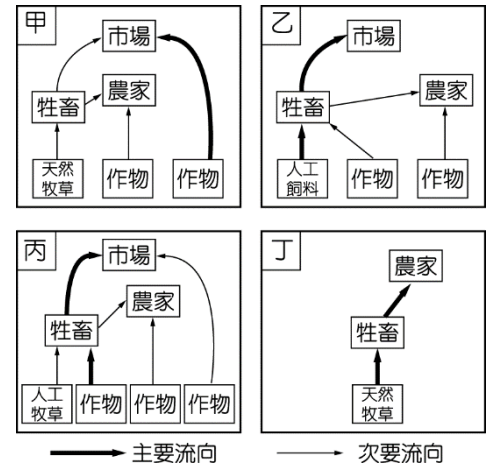 甲
市場
農家
牲畜
天然
牧草
作物
作物
乙
市場
農家
牲畜
人工
飼料
作物
作物
丙
市場
農家
牲畜
人工
牧草
作物
作物
作物
丁
農家
牲畜
天然
牧草
主要流向
次要流向